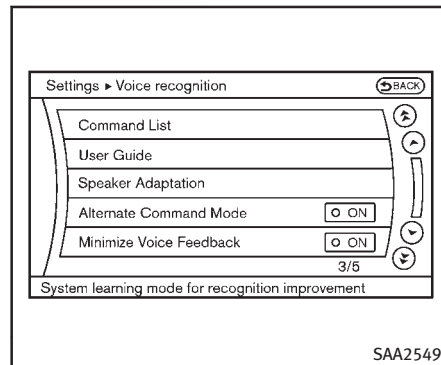 Settings ▸ Voice recognition
BACK
Command List
User Guide
Speaker Adaptation
Alternate Command Mode
ON
Minimize Voice Feedback
ON
3/5
System learning mode for recognition improvement
SAA2549